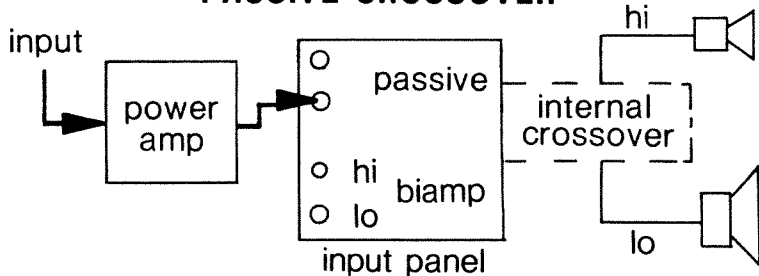 PASSIVE CROSSOVER
input
power
amp
passive
hi
lo
biamp
input panel
internal
crossover
hi
lo